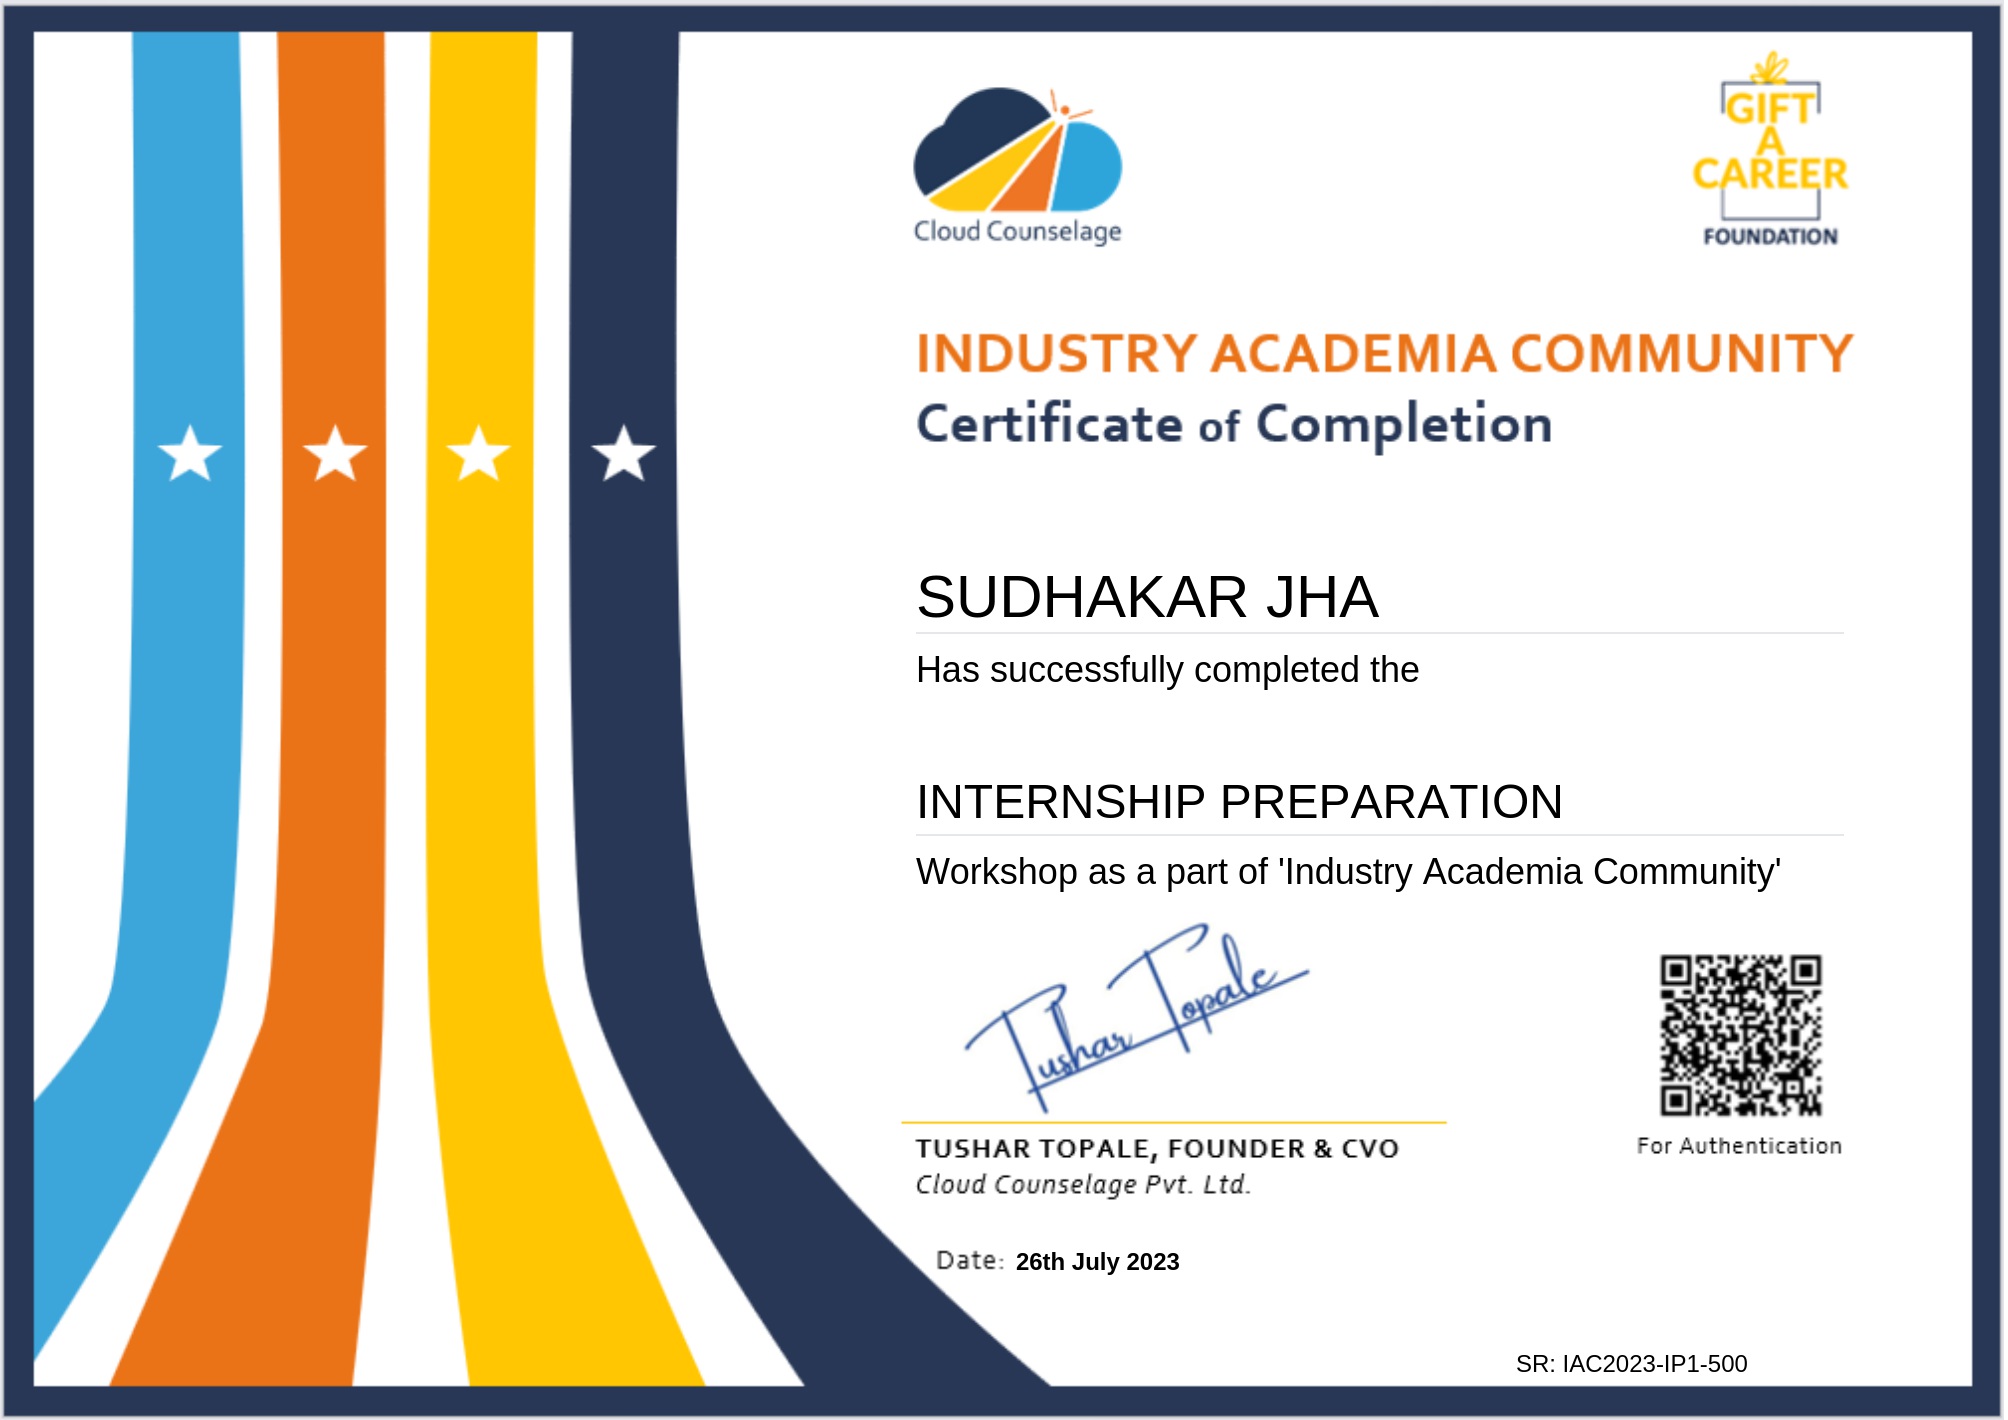 Cloud Counselage
GIFT
A
CAREER
FOUNDATION
INDUSTRY ACADEMIA COMMUNITY
Certificate of Completion
SUDHAKAR JHA
Has successfully completed the
INTERNSHIP PREPARATION
Workshop as a part of 'Industry Academia Community'
Tushar Topale
TUSHAR TOPALE, FOUNDER & CVO
Cloud Counselage Pvt. Ltd.
For Authentication
Date: 26th July 2023
SR: IAC2023-IP1-500